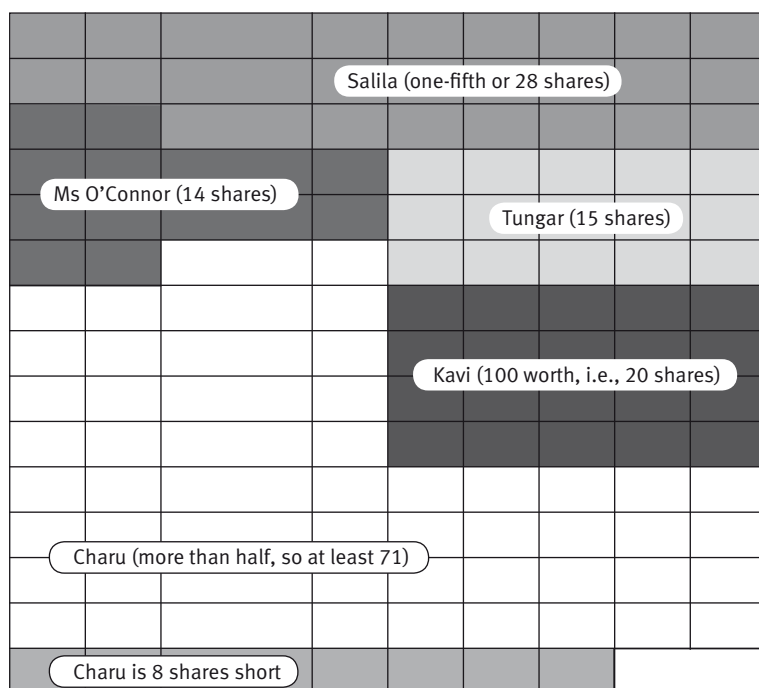 Salila (one-fifth or 28 shares)
Ms O’Connor (14 shares)
Tungar (15 shares)
Kavi (100 worth, i.e., 20 shares)
Charu (more than half, so at least 71)
Charu is 8 shares short